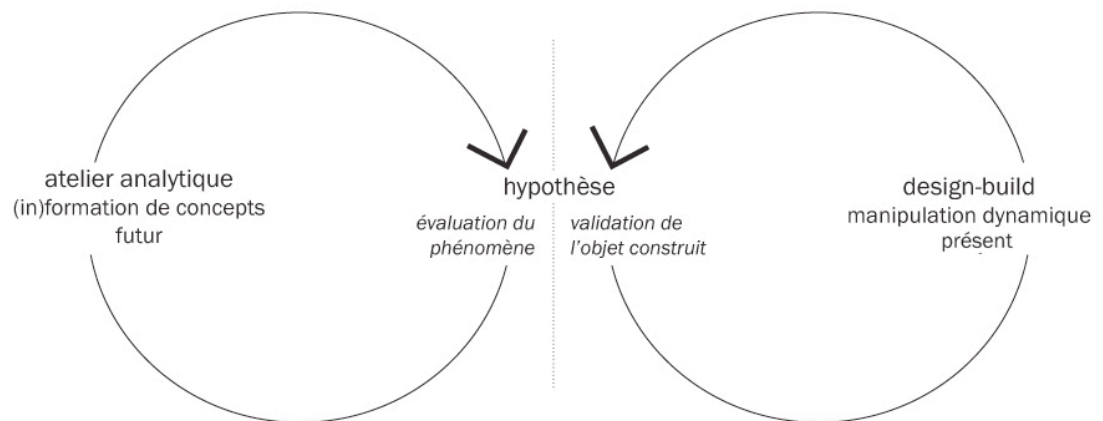 atelier analytique
(in)formation de concepts
futur
hypothèse
évaluation du
phénomène
validation de
l'objet construit
design-build
manipulation dynamique
présent